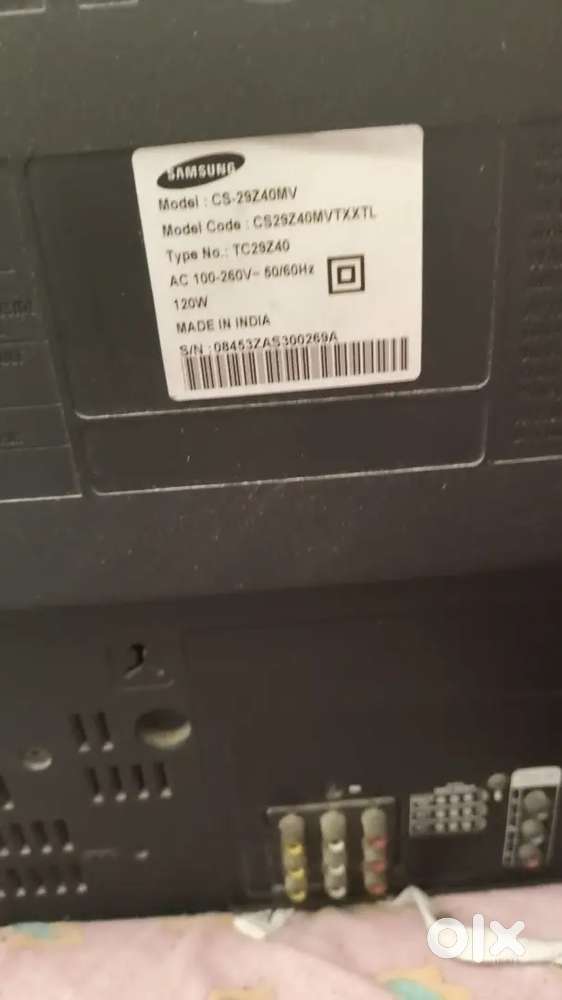 SAMSUNG
Model : CS-29Z40MV
Model Code : CS29Z40MVTXXTL
Type No.: TC29Z40
AC 100-260V~ 50/60Hz
120W
MADE IN INDIA
S/N : 08453ZAS300269A
olx